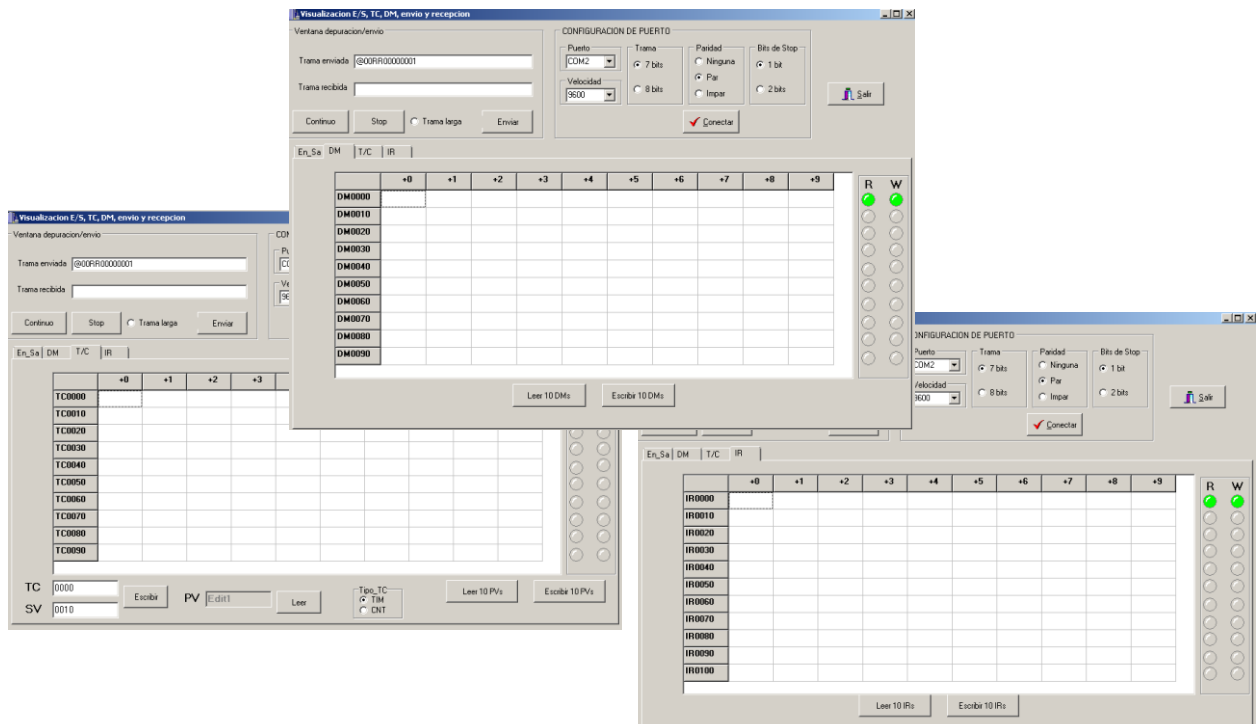 Visualizacion E/S, TC, DM, envio y recepcion
Ventana depuracion/envio
Trama enviada @00RR00000001
Trama recibida
Continuo Stop Trama larga Enviar
CONFIGURACION DE PUERTO
Puerto Trama Paridad Bits de Stop
COM2 7 bits Ninguna 1 bit
Velocidad Par
9600 8 bits Impar 2 bits
Conectar
Salir
En_Sa DM T/C IR
+0 +1 +2 +3 +4 +5 +6 +7 +8 +9
R W
DM0000
DM0010
DM0020
DM0030
DM0040
DM0050
DM0060
DM0070
DM0080
DM0090
Leer 10 DMs Escribir 10 DMs
Visualizacion E/S, TC, DM, envio y recepcion
Ventana depuracion/envio
Trama enviada @00RR00000001
Trama recibida
Continuo Stop Trama larga Enviar
En_Sa DM T/C IR
+0 +1 +2 +3
TC0000
TC0010
TC0020
TC0030
TC0040
TC0050
TC0060
TC0070
TC0080
TC0090
TC 0000
SV 0010
Escribir PV Edit1 Leer
Tipo_TC
TIM
CNT
Leer 10 PVs Escribir 10 PVs
ONFIGURACION DE PUERTO
Puerto Trama Paridad Bits de Stop
COM2 7 bits Ninguna 1 bit
Velocidad Par
9600 8 bits Impar 2 bits
Conectar
Salir
En_Sa DM T/C IR
+0 +1 +2 +3 +4 +5 +6 +7 +8 +9
R W
IR0000
IR0010
IR0020
IR0030
IR0040
IR0050
IR0060
IR0070
IR0080
IR0090
IR0100
Leer 10 IRs Escribir 10 IRs